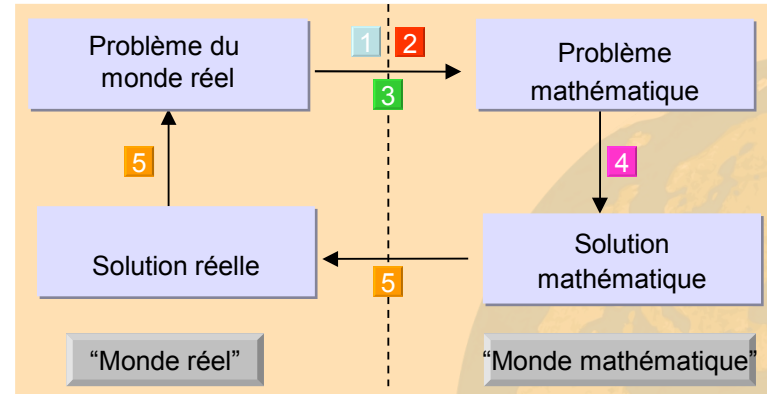 Problème du
monde réel
1
2
3
Problème
mathématique
5
4
Solution réelle
5
Solution
mathématique
“Monde réel”
“Monde mathématique”